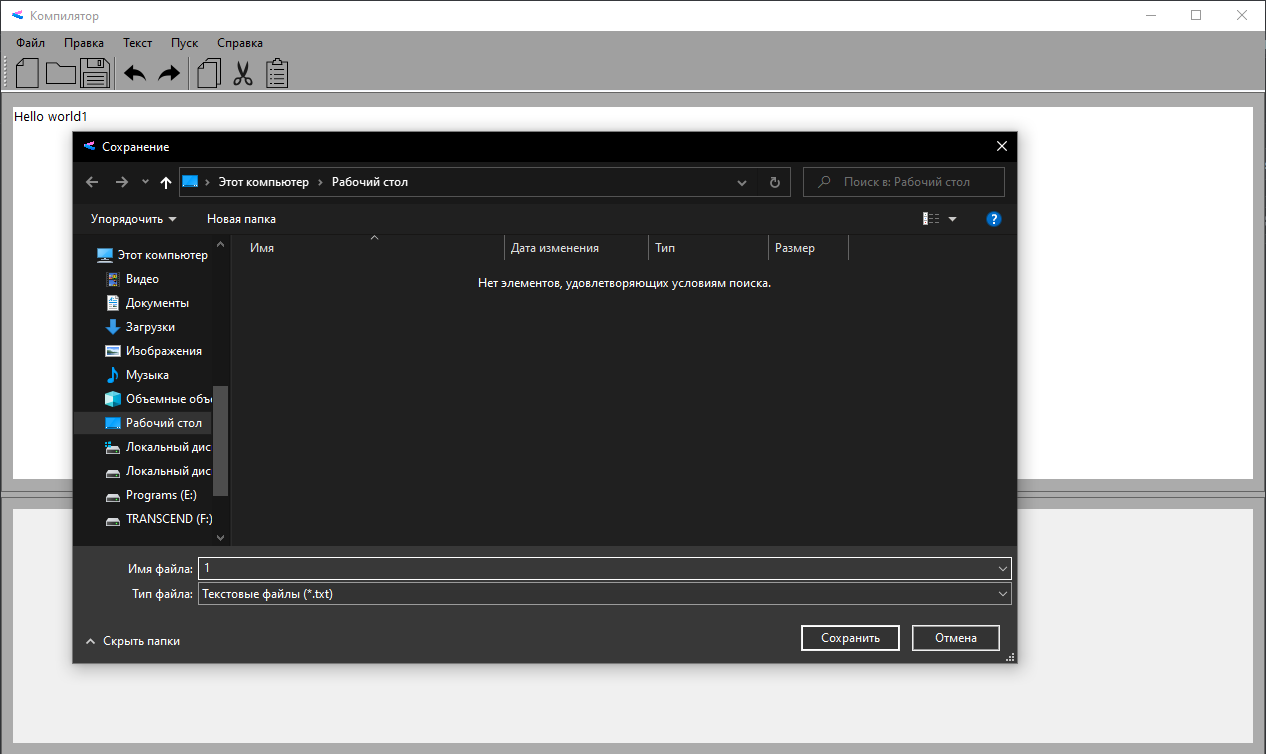 Компилятор
Файл Правка Текст Пуск Справка
Hello world1
Сохранение
Этот компьютер › Рабочий стол
Поиск в: Рабочий стол
Упорядочить Новая папка
Имя Дата изменения Тип Размер
Этот компьютер
Нет элементов, удовлетворяющих условиям поиска.
Видео
Документы
Загрузки
Изображения
Музыка
Объемные объ
Рабочий стол
Локальный дис
Локальный дис
Programs (E:)
TRANSCEND (F:)
Имя файла: 1
Тип файла: Текстовые файлы (*.txt)
Скрыть папки Сохранить Отмена